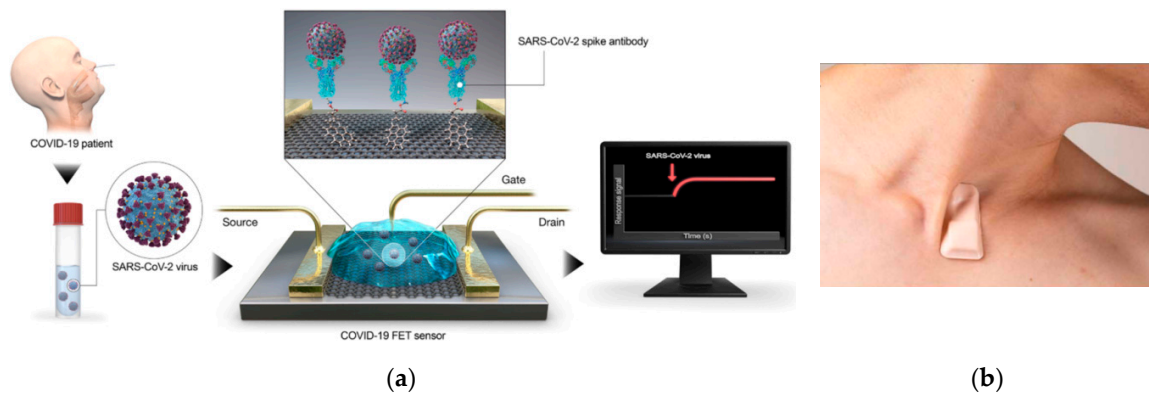 SARS-CoV-2 spike antibody
COVID-19 patient
SARS-CoV-2 virus
Source
Gate
Drain
COVID-19 FET sensor
SARS-CoV-2 virus
Response signal
Time (s)
(a)
(b)